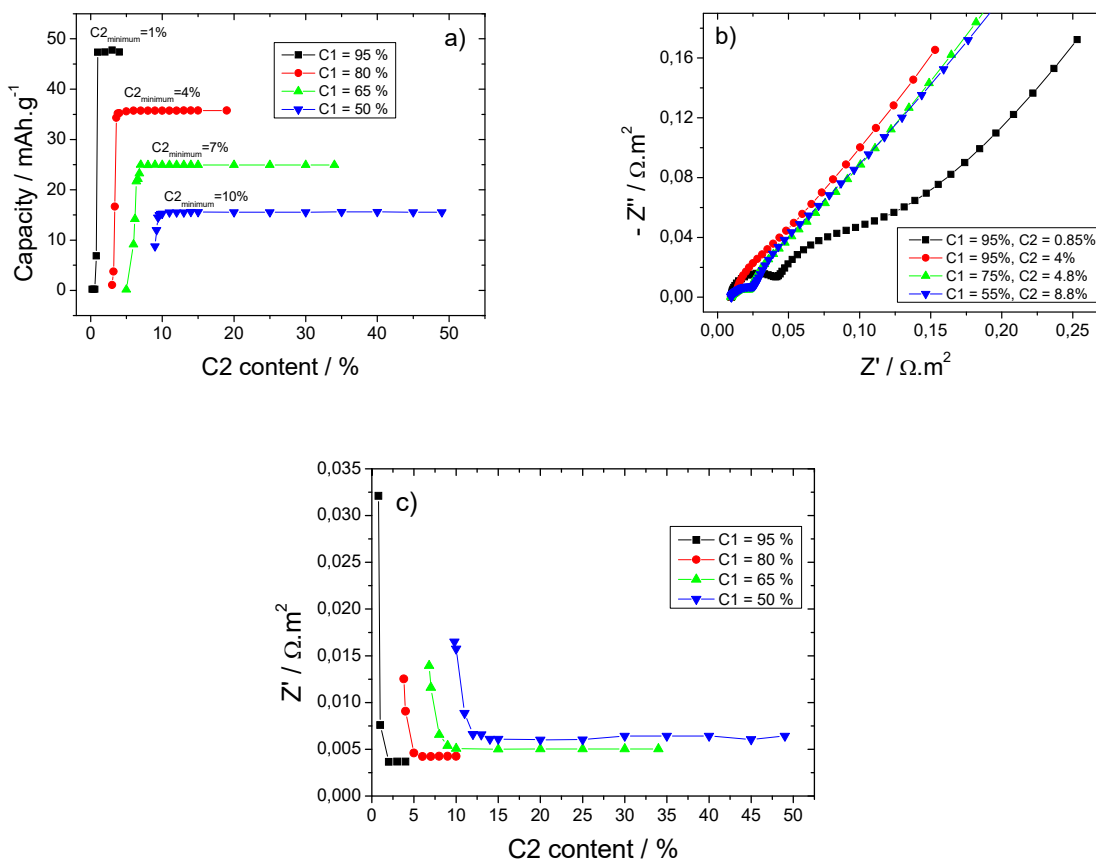 a)
C2minimum=1%
C2minimum=4%
C2minimum=7%
C2minimum=10%
C1 = 95 %
C1 = 80 %
C1 = 65 %
C1 = 50 %
Capacity / mAh.g-1
50
40
30
20
10
0
0 10 20 30 40 50
C2 content / %
b)
- Z'' / Ω.m2
0,16
0,12
0,08
0,04
0,00
C1 = 95%, C2 = 0.85%
C1 = 95%, C2 = 4%
C1 = 75%, C2 = 4.8%
C1 = 55%, C2 = 8.8%
0,00 0,05 0,10 0,15 0,20 0,25
Z' / Ω.m2
c)
Z' / Ω.m2
0,035
0,030
0,025
0,020
0,015
0,010
0,005
0,000
C1 = 95 %
C1 = 80 %
C1 = 65 %
C1 = 50 %
0 5 10 15 20 25 30 35 40 45 50
C2 content / %